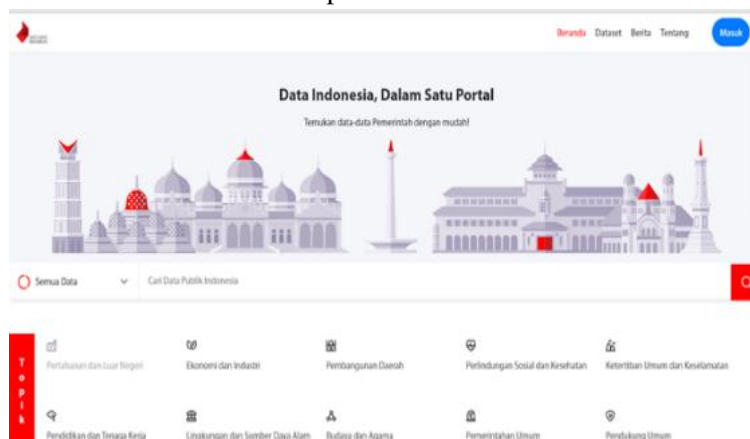 Beranda Dataset Berita Tentang Masuk
Data Indonesia, Dalam Satu Portal
Temukan data-data Pemerintah dengan mudah!
Semua Data
Cari Data Publik Indonesia
Topik
Pertahanan dan Luar Negeri
Ekonomi dan Industri
Pembangunan Daerah
Perlindungan Sosial dan Kesehatan
Ketertiban Umum dan Keselamatan
Pendidikan dan Tenaga Kerja
Lingkungan dan Sumber Daya Alam
Budaya dan Agama
Pemerintahan Umum
Pendukung Umum